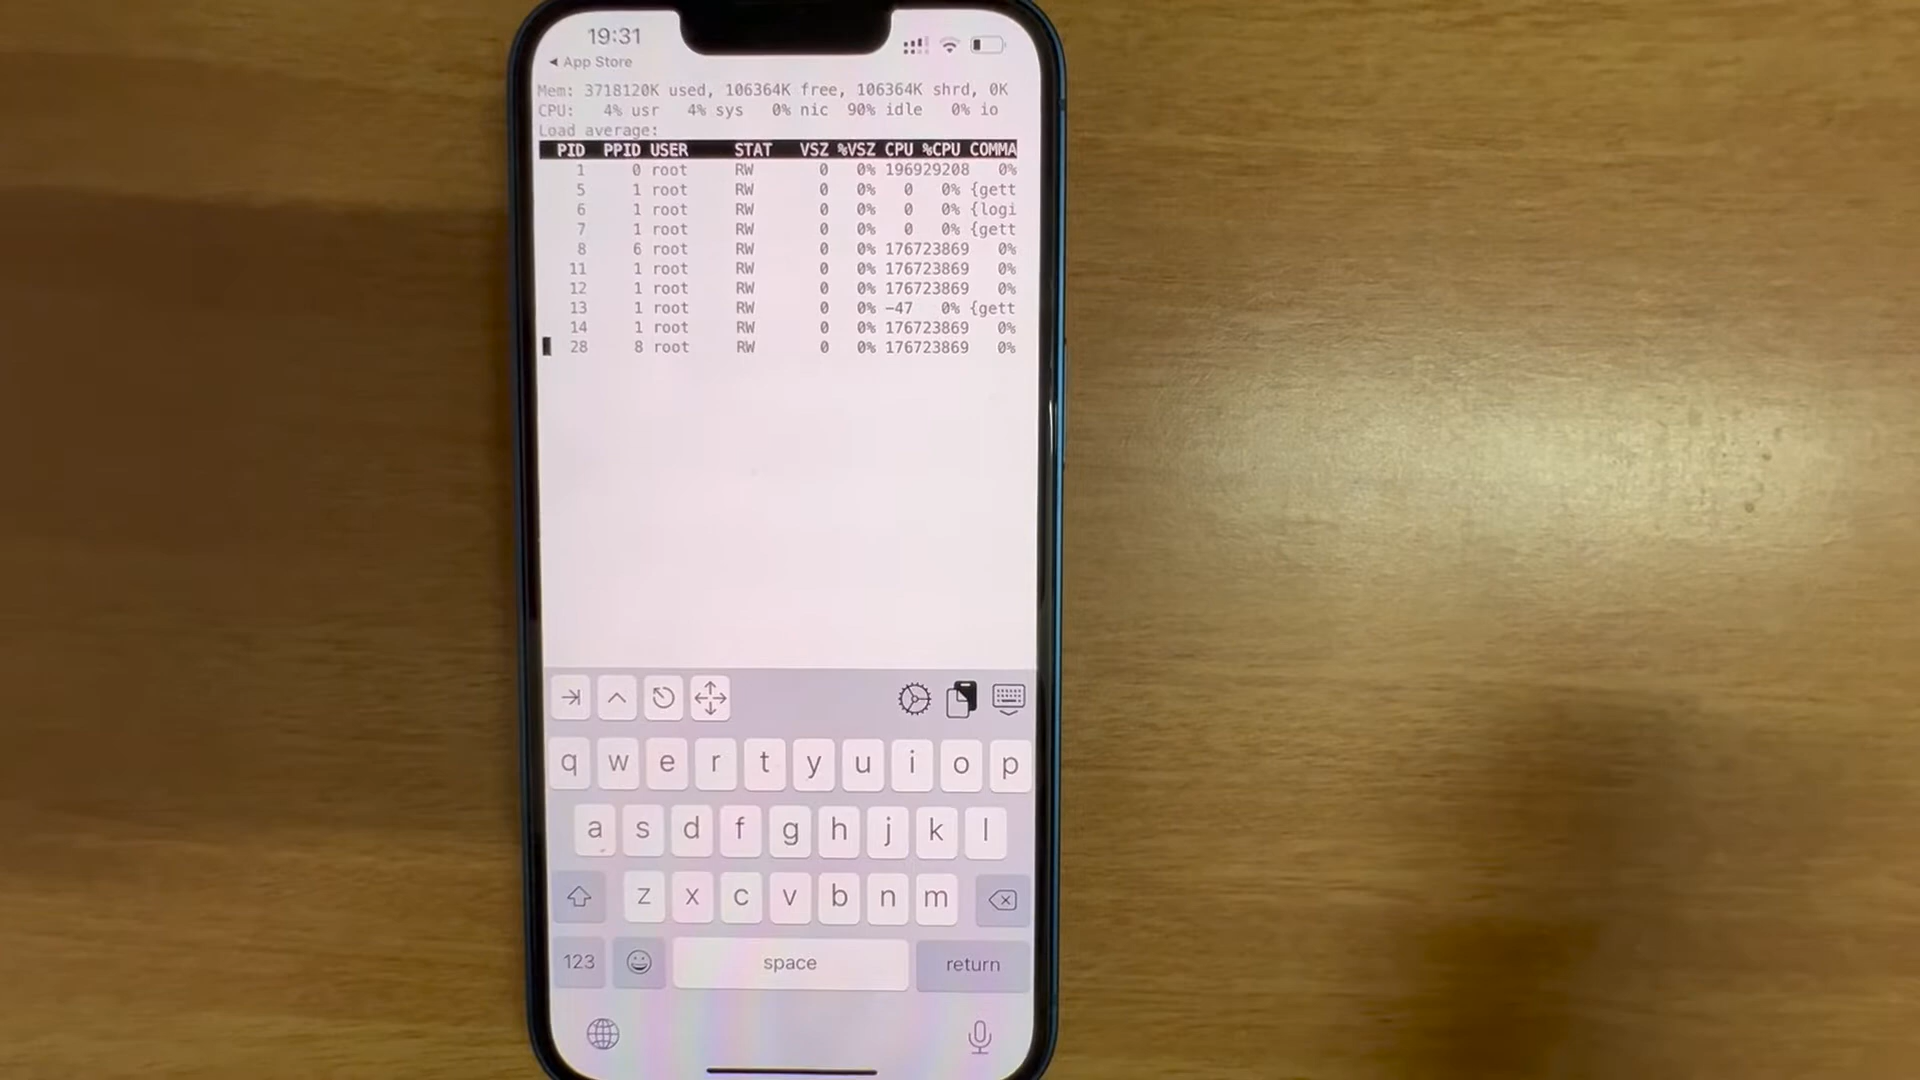 19:31
◀ App Store
Mem: 3718120K used, 106364K free, 106364K shrd, 0K
CPU:   4% usr   4% sys   0% nic  90% idle   0% io
Load average:
PID  PPID USER     STAT   VSZ %VSZ CPU %CPU COMMA
1     0 root     RW       0   0% 196929208   0%
5     1 root     RW       0   0%   0   0% {gett
6     1 root     RW       0   0%   0   0% {logi
7     1 root     RW       0   0%   0   0% {gett
8     6 root     RW       0   0% 176723869   0%
11     1 root     RW       0   0% 176723869   0%
12     1 root     RW       0   0% 176723869   0%
13     1 root     RW       0   0% -47   0% {gett
14     1 root     RW       0   0% 176723869   0%
28     8 root     RW       0   0% 176723869   0%
q w e r t y u i o p
a s d f g h j k l
z x c v b n m
123 space return